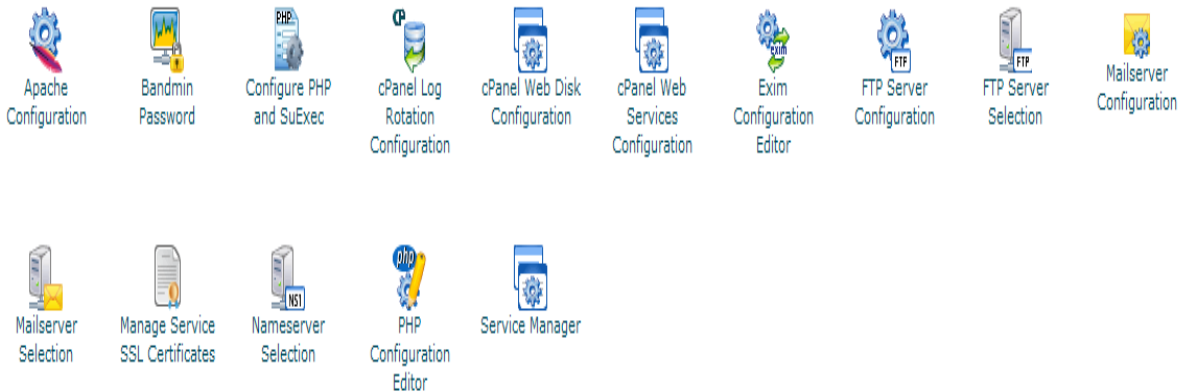 PHP
CP
exim
FTP
FTP
Apache Configuration
Bandmin Password
Configure PHP and SuExec
cPanel Log Rotation Configuration
cPanel Web Disk Configuration
cPanel Web Services Configuration
Exim Configuration Editor
FTP Server Configuration
FTP Server Selection
Mailserver Configuration
NS1
php
Mailserver Selection
Manage Service SSL Certificates
Nameserver Selection
PHP Configuration Editor
Service Manager